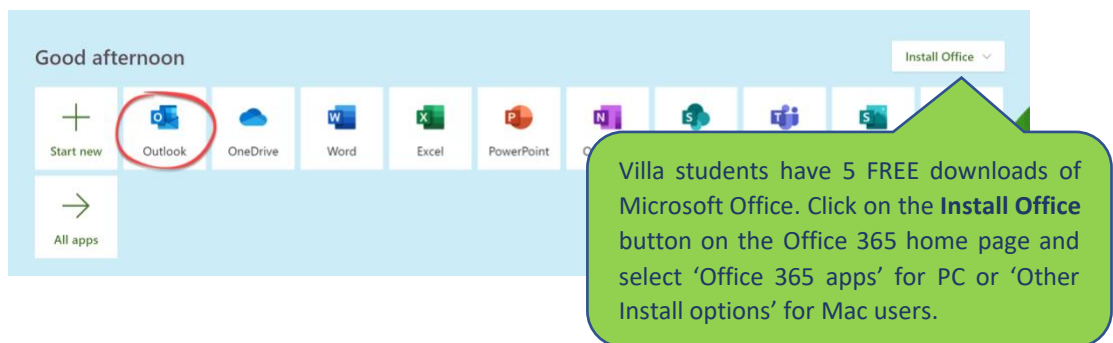 Good afternoon
Install Office
Start new
Outlook
OneDrive
Word
Excel
PowerPoint
All apps
Villa students have 5 FREE downloads of
Microsoft Office. Click on the Install Office
button on the Office 365 home page and
select ‘Office 365 apps’ for PC or ‘Other
Install options’ for Mac users.